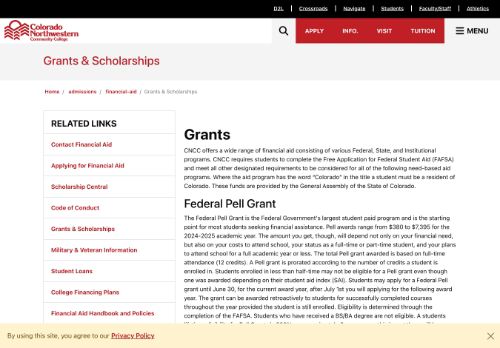 D2L | Crossroads | Navigate | Students | Faculty/Staff | Athletics
Colorado
Northwestern
Community College
APPLY INFO. VISIT TUITION MENU
Grants & Scholarships
Home / admissions / financial-aid / Grants & Scholarships
RELATED LINKS
Contact Financial Aid
Applying for Financial Aid
Scholarship Central
Code of Conduct
Grants & Scholarships
Military & Veteran Information
Student Loans
College Financing Plans
Financial Aid Handbook and Policies
Grants
CNCC offers a wide range of financial aid consisting of various Federal, State, and Institutional
programs. CNCC requires students to complete the Free Application for Federal Student Aid (FAFSA)
and meet all other designated requirements to be considered for all of the following need-based aid
programs. Where the aid program has the word "Colorado" in the title a student must be a resident of
Colorado. These funds are provided by the General Assembly of the State of Colorado.
Federal Pell Grant
The Federal Pell Grant is the Federal Government's largest student paid program and is the starting
point for most students seeking financial assistance. Pell awards range from $380 to $7,395 for the
2024-2025 academic year. The amount you get, though, will depend not only on your financial need,
but also on your costs to attend school, your status as a full-time or part-time student, and your plans
to attend school for a full academic year or less. The total Pell grant awarded is based on full-time
attendance (12 credits). A Pell grant is prorated according to the number of credits a student is
enrolled in. Students enrolled in less than half-time may not be eligible for a Pell Grant even though
one was awarded depending on their student aid index (SAI). Students may apply for a Federal Pell
Grant until June 30, for the current award year, after July 1st you will applying for the following award
year. The grant can be awarded retroactively to students for successfully completed courses
throughout the year provided the student is still enrolled. Eligibility is determined through the
completion of the FAFSA. Students who have received a BS/BA degree are not eligible. A students
By using this site, you agree to our Privacy Policy